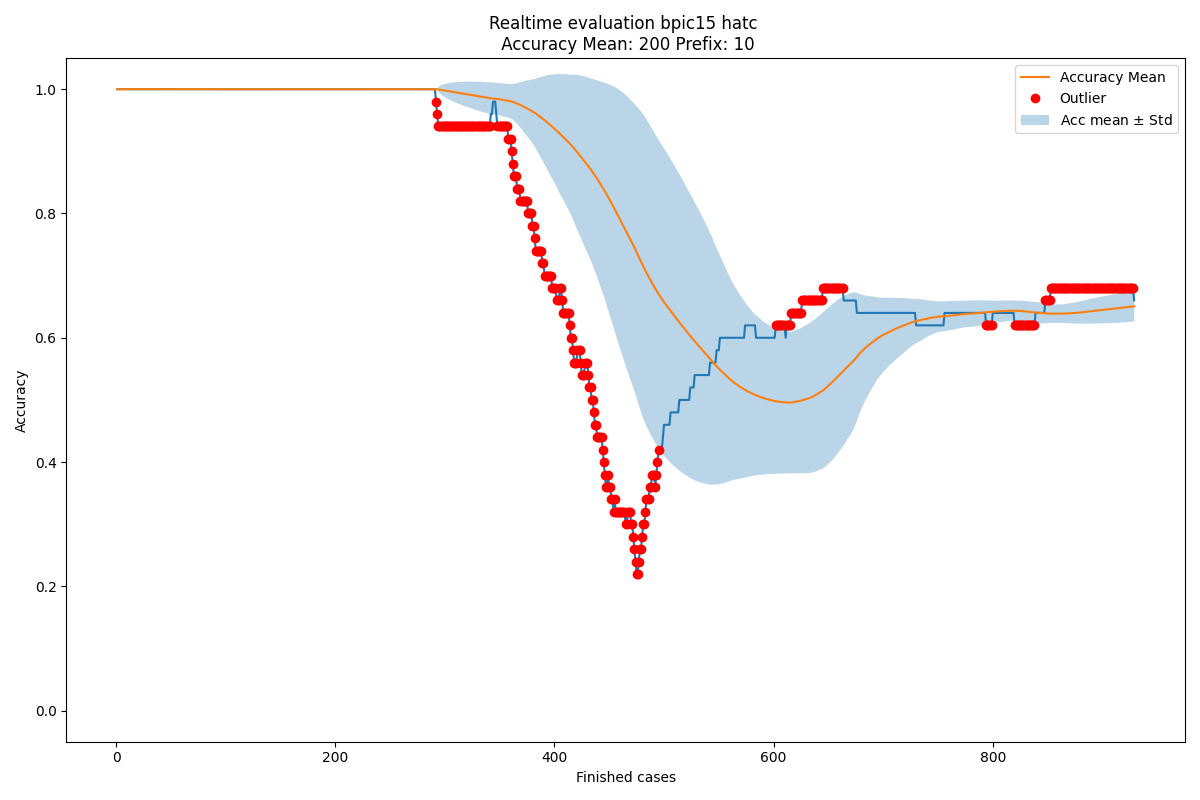 Realtime evaluation bpic15 hatc
Accuracy Mean: 200 Prefix: 10
Accuracy Mean
Outlier
Acc mean ± Std
1.0
0.8
0.6
0.4
0.2
0.0
Accuracy
0 200 400 600 800
Finished cases